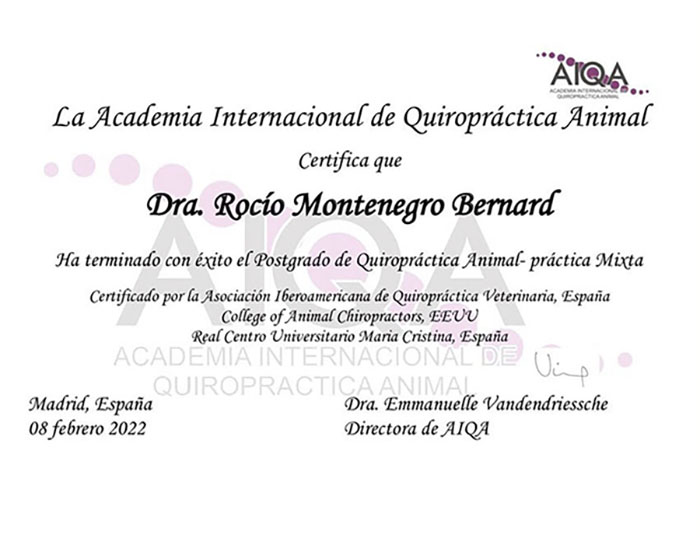 AIQA
ACADEMIA INTERNACIONAL
QUIROPRACTICA ANIMAL
La Academia Internacional de Quiropráctica Animal
Certifica que
Dra. Rocío Montenegro Bernard
Ha terminado con éxito el Postgrado de Quiropráctica Animal- práctica Mixta
Certificado por la Asociación Iberoamericana de Quiropráctica Veterinaria, España
College of Animal Chiropractors, EEUU
Real Centro Universitario Maria Cristina, España
AIQA
ACADEMIA INTERNACIONAL DE
QUIROPRACTICA ANIMAL
Madrid, España
08 febrero 2022
Dra. Emmanuelle Vandendriessche
Directora de AIQA